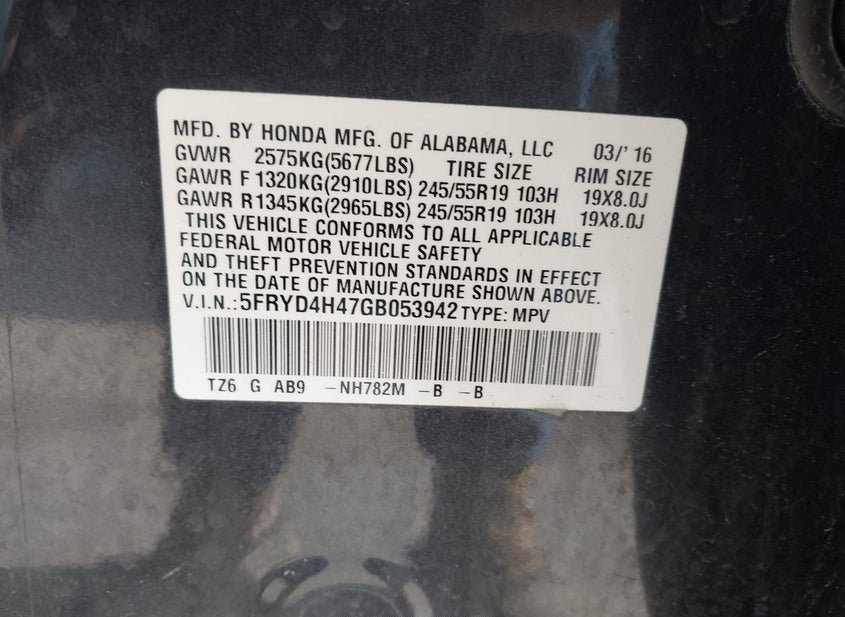 MFD. BY HONDA MFG. OF ALABAMA, LLC 03/'16
GVWR 2575KG(5677LBS) TIRE SIZE RIM SIZE
GAWR F 1320KG(2910LBS) 245/55R19 103H 19X8.0J
GAWR R1345KG(2965LBS) 245/55R19 103H 19X8.0J
THIS VEHICLE CONFORMS TO ALL APPLICABLE
FEDERAL MOTOR VEHICLE SAFETY
AND THEFT PREVENTION STANDARDS IN EFFECT
ON THE DATE OF MANUFACTURE SHOWN ABOVE.
V.I.N.:5FRYD4H47GB053942 TYPE: MPV
TZ6 G AB9 -NH782M -B -B